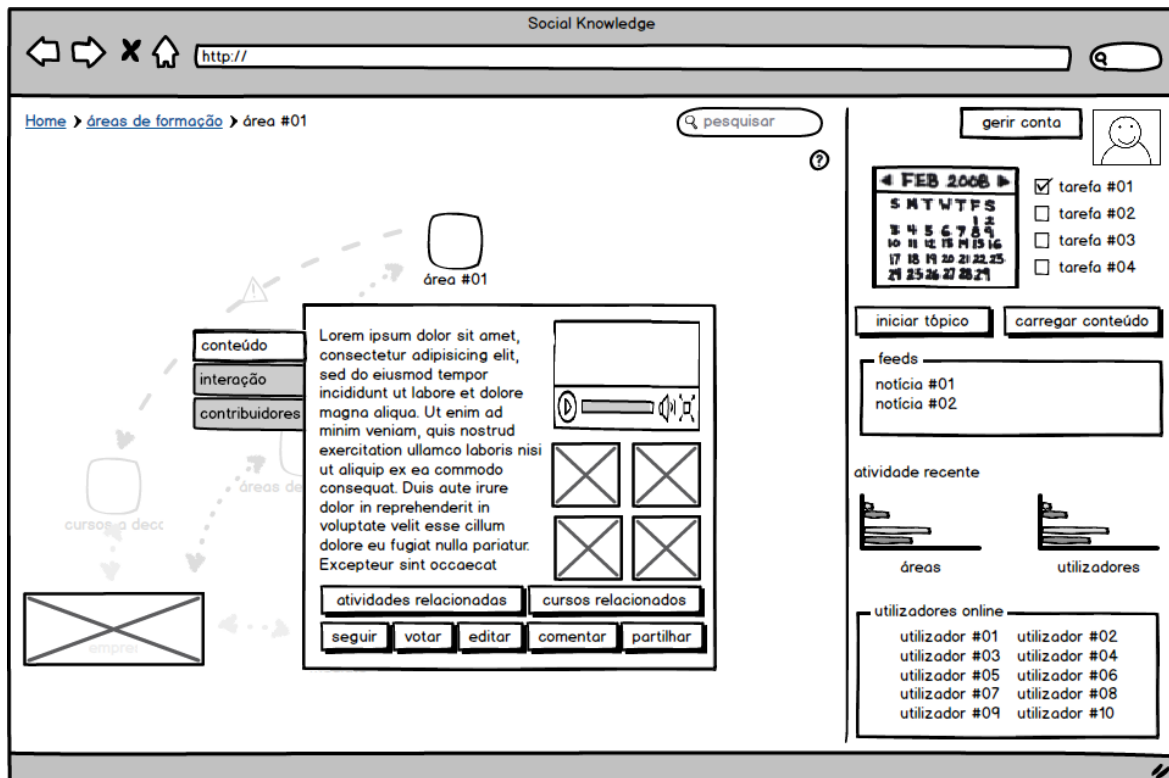 Social Knowledge
http://
Home > áreas de formação > área #01
pesquisar
?
área #01
conteúdo
interação
contribuidores
áreas de
cursos a deco
Lorem ipsum dolor sit amet,
consectetur adipisicing elit,
sed do eiusmod tempor
incididunt ut labore et dolore
magna aliqua. Ut enim ad
minim veniam, quis nostrud
exercitation ullamco laboris nisi
ut aliquip ex ea commodo
consequat. Duis aute irure
dolor in reprehenderit in
voluptate velit esse cillum
dolore eu fugiat nulla pariatur.
Excepteur sint occaecat
atividades relacionadas cursos relacionados
seguir votar editar comentar partilhar
gerir conta
FEB 2008
S M T W T F S
1 2
3 4 5 6 7 8 9
10 11 12 13 14 15 16
17 18 19 20 21 22 23
24 25 26 27 28 29
tarefa #01
tarefa #02
tarefa #03
tarefa #04
iniciar tópico carregar conteúdo
feeds
notícia #01
notícia #02
atividade recente
áreas utilizadores
utilizadores online
utilizador #01 utilizador #02
utilizador #03 utilizador #04
utilizador #05 utilizador #06
utilizador #07 utilizador #08
utilizador #09 utilizador #10